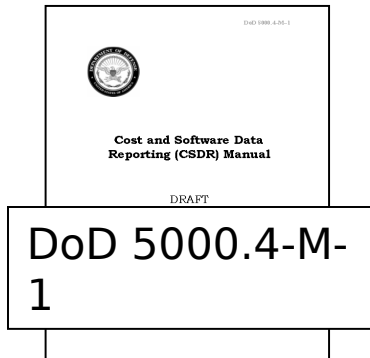 DoD 5000.4-M-1
Cost and Software Data
Reporting (CSDR) Manual
DRAFT
DoD 5000.4-M-
1